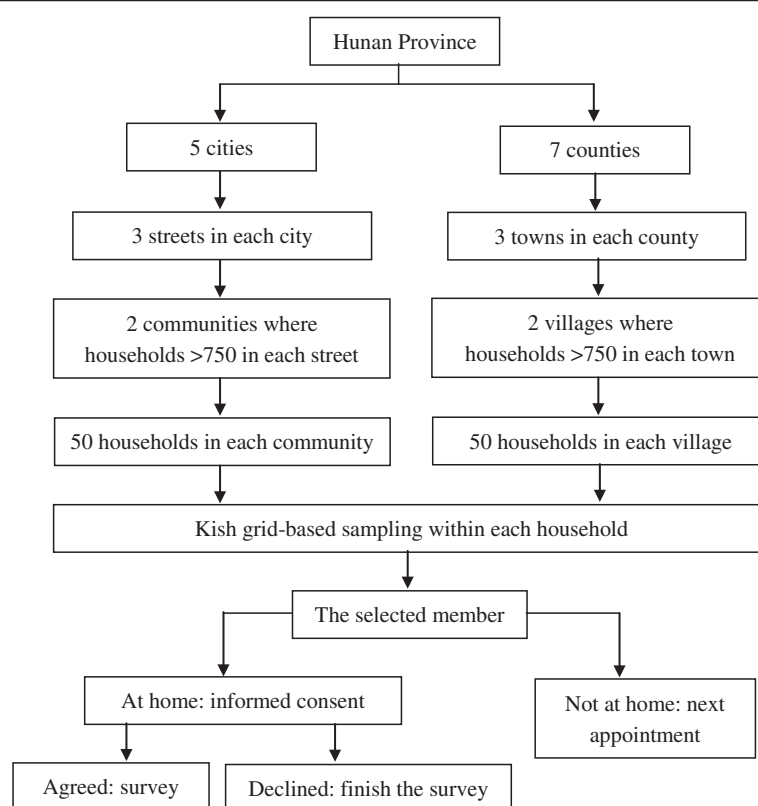 Hunan Province
5 cities
7 counties
3 streets in each city
3 towns in each county
2 communities where
households >750 in each street
2 villages where
households >750 in each town
50 households in each community
50 households in each village
Kish grid-based sampling within each household
The selected member
At home: informed consent
Not at home: next
appointment
Agreed: survey
Declined: finish the survey